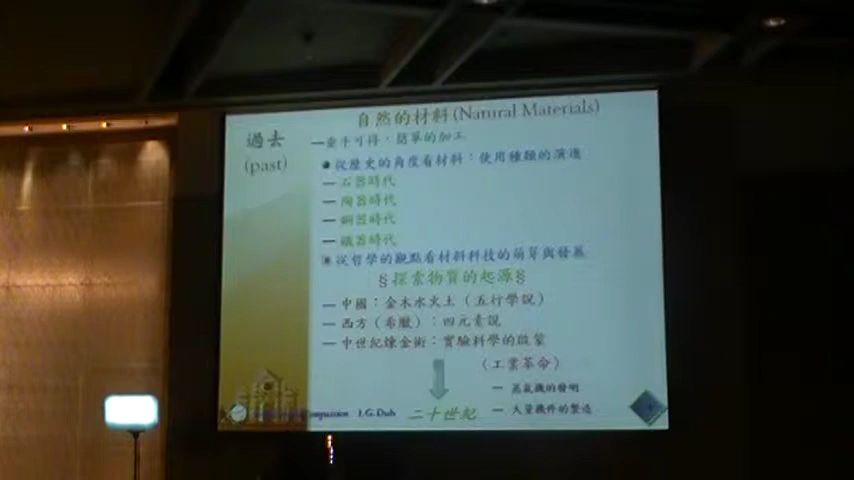 自然的材料(Natural Materials)
過去
(past)
—垂手可得,簡單的加工
從歷史的角度看材料:使用種類的演進
— 石器時代
— 陶器時代
— 銅器時代
— 鐵器時代
從哲學的觀點看材料科技的萌芽與發展
§探索物質的起源§
— 中國:金木水火土(五行學說)
— 西方(希臘):四元素說
— 中世紀煉金術:實驗科學的啟蒙
(工業革命)
— 蒸氣機的發明
— 大量機件的製造
二十世紀
J.G.Duh